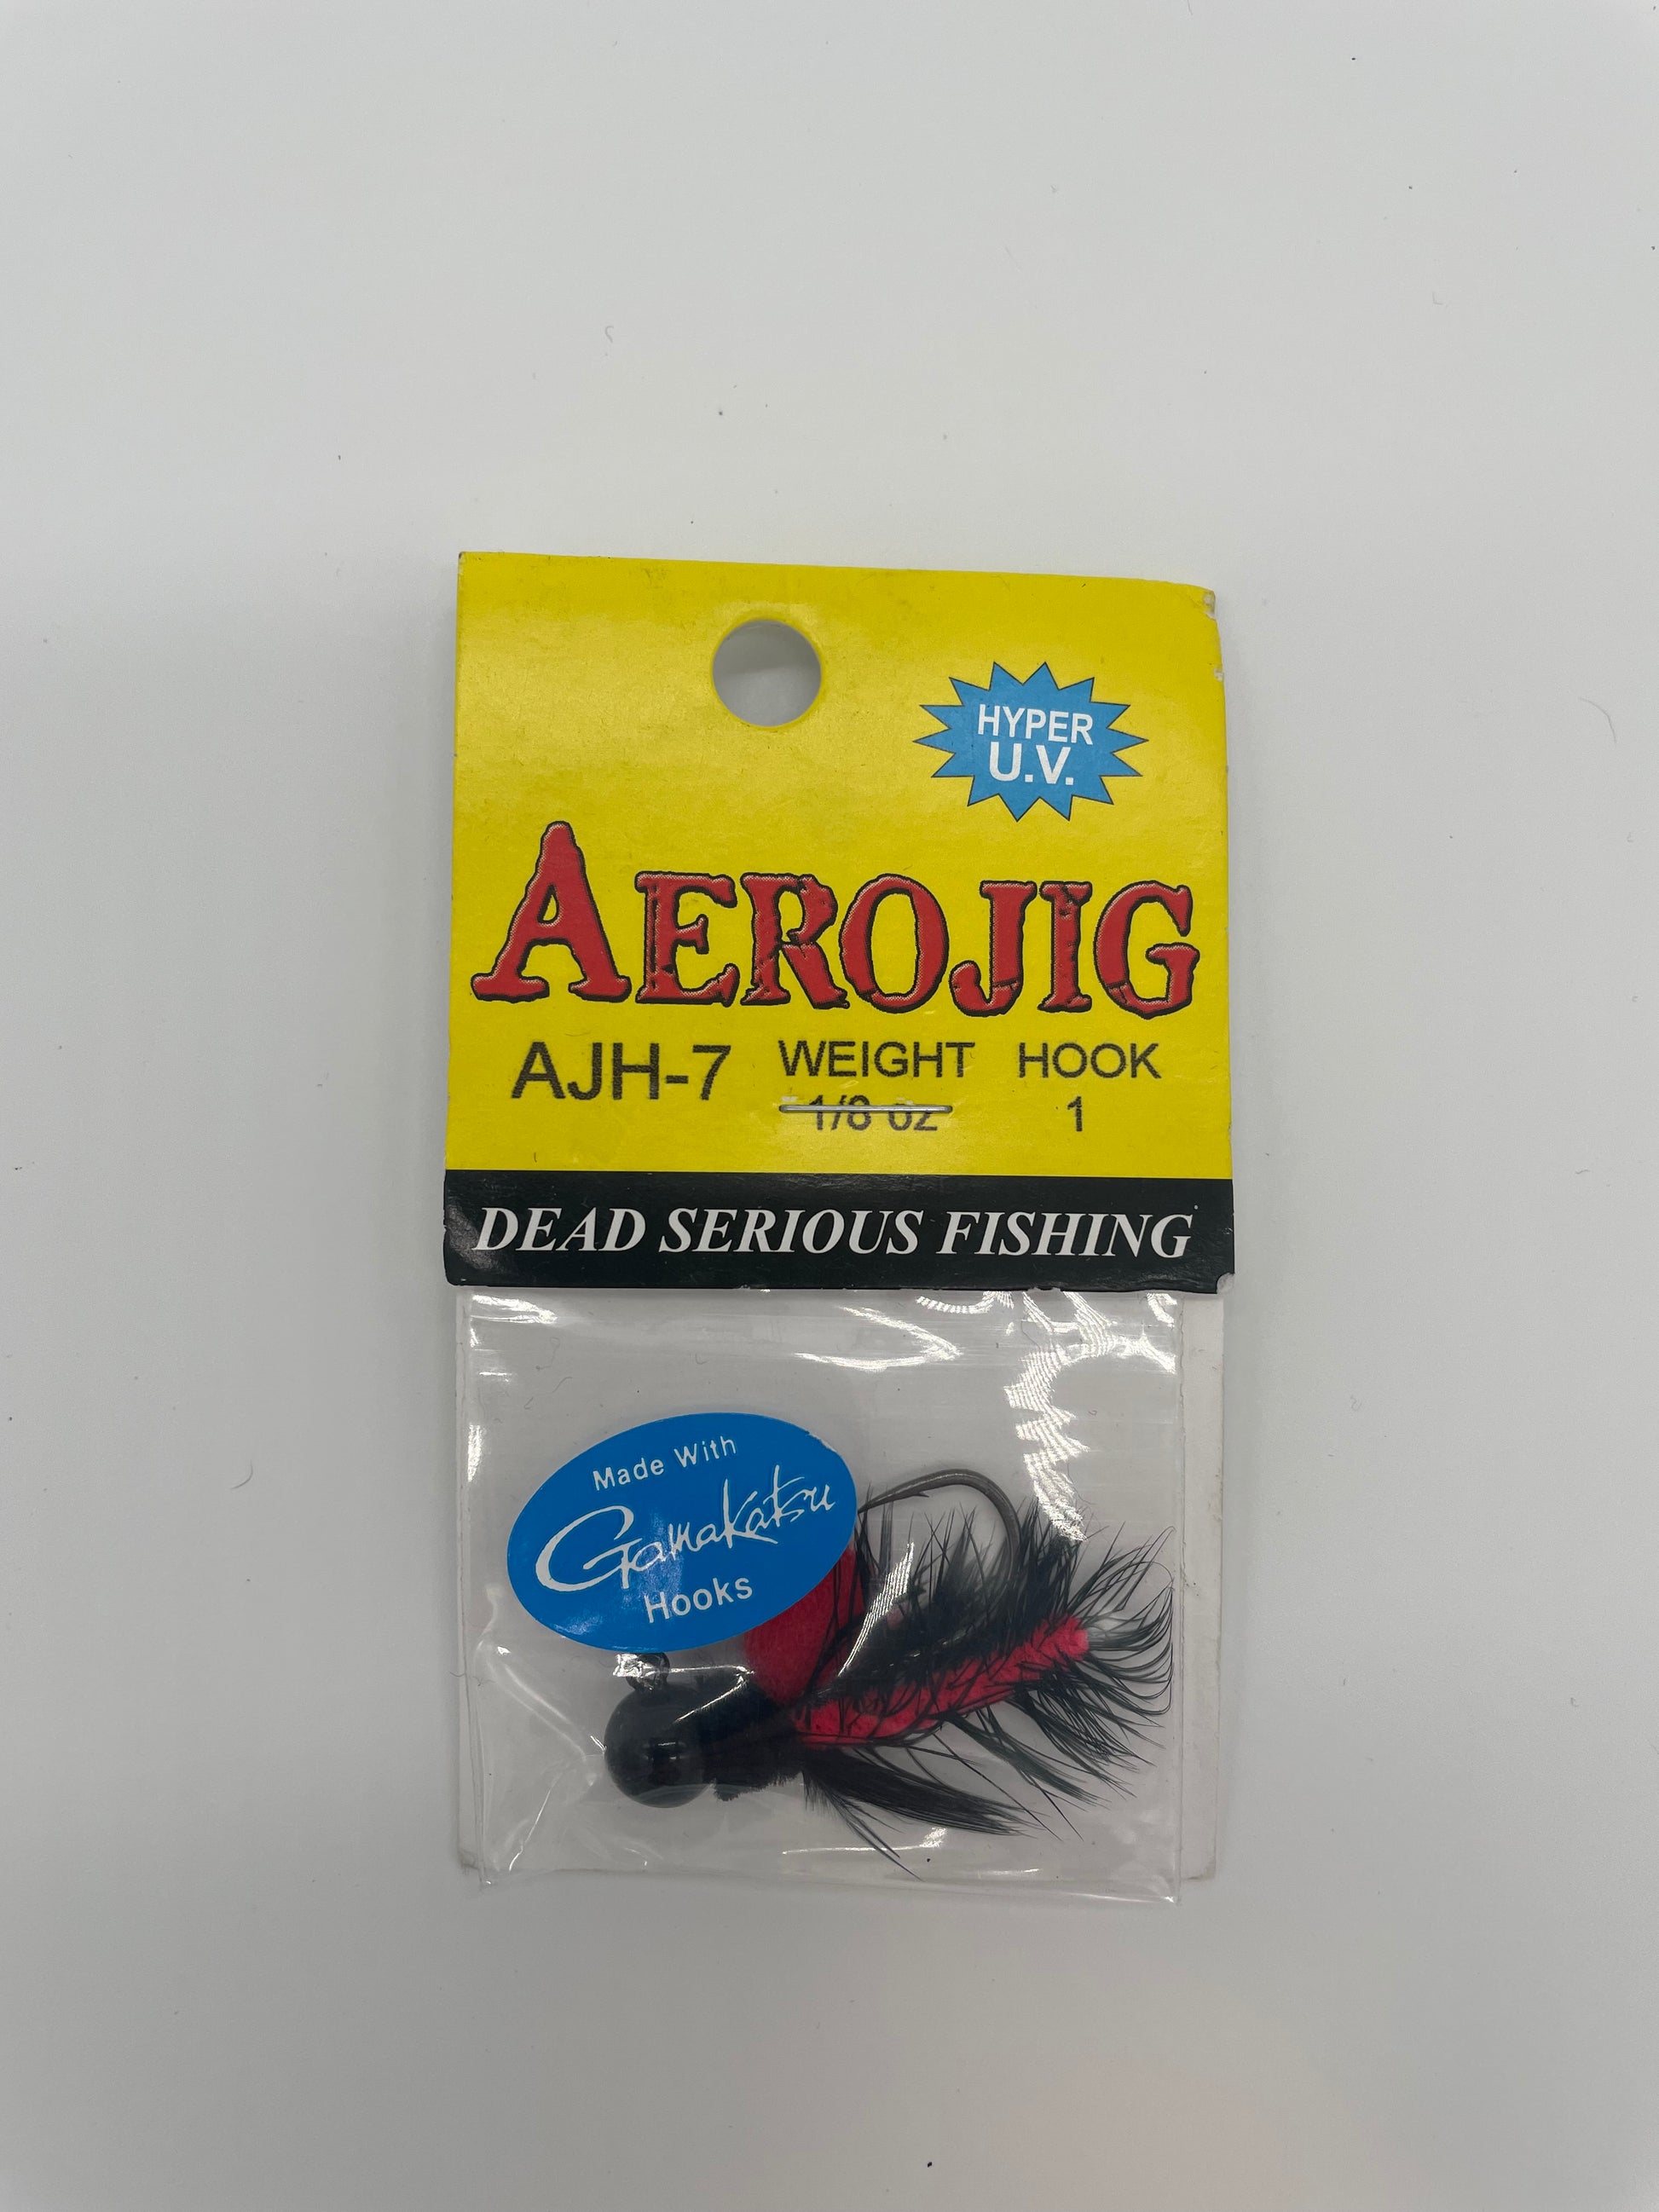 HYPER
U.V.
AEROJIG
AJH-7 WEIGHT HOOK
1/8 oz 1
DEAD SERIOUS FISHING
Made With
Gamakatsu
Hooks